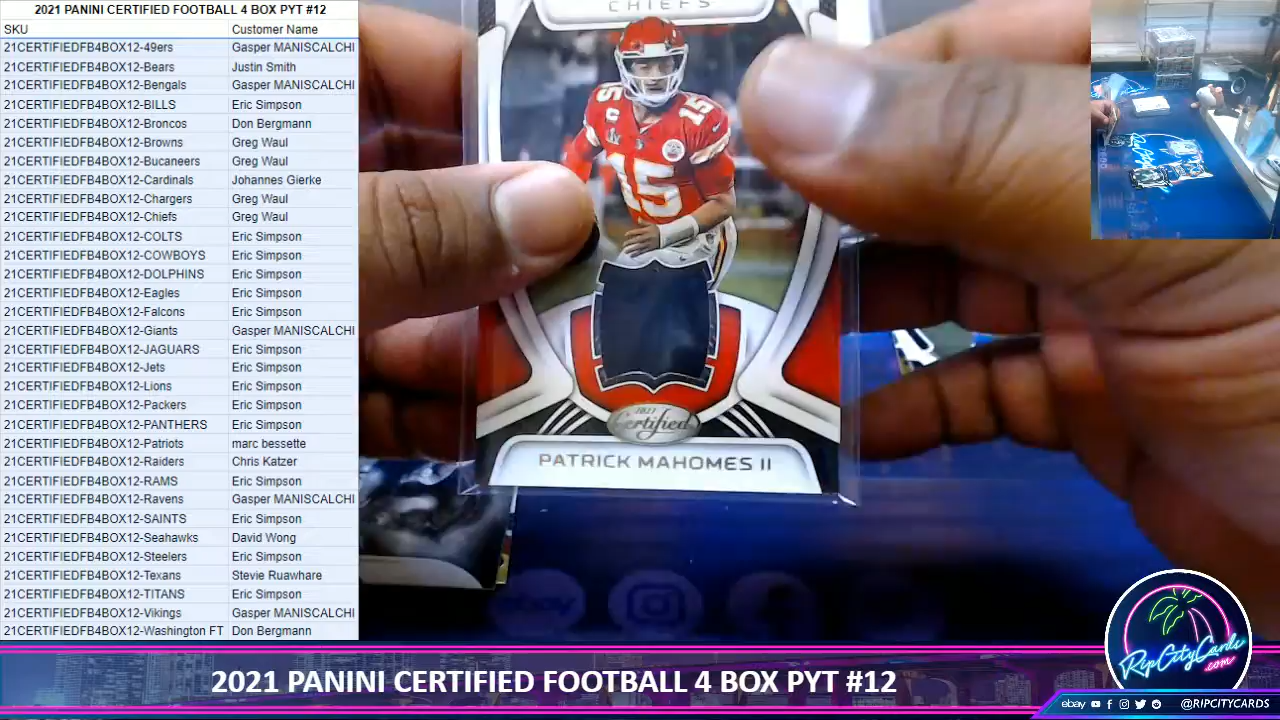 2021 PANINI CERTIFIED FOOTBALL 4 BOX PYT #12
SKU Customer Name
21CERTIFIEDFB4BOX12-49ers Gasper MANISCALCHI
21CERTIFIEDFB4BOX12-Bears Justin Smith
21CERTIFIEDFB4BOX12-Bengals Gasper MANISCALCHI
21CERTIFIEDFB4BOX12-BILLS Eric Simpson
21CERTIFIEDFB4BOX12-Broncos Don Bergmann
21CERTIFIEDFB4BOX12-Browns Greg Waul
21CERTIFIEDFB4BOX12-Bucaneers Greg Waul
21CERTIFIEDFB4BOX12-Cardinals Johannes Gierke
21CERTIFIEDFB4BOX12-Chargers Greg Waul
21CERTIFIEDFB4BOX12-Chiefs Greg Waul
21CERTIFIEDFB4BOX12-COLTS Eric Simpson
21CERTIFIEDFB4BOX12-COWBOYS Eric Simpson
21CERTIFIEDFB4BOX12-DOLPHINS Eric Simpson
21CERTIFIEDFB4BOX12-Eagles Eric Simpson
21CERTIFIEDFB4BOX12-Falcons Eric Simpson
21CERTIFIEDFB4BOX12-Giants Gasper MANISCALCHI
21CERTIFIEDFB4BOX12-JAGUARS Eric Simpson
21CERTIFIEDFB4BOX12-Jets Eric Simpson
21CERTIFIEDFB4BOX12-Lions Eric Simpson
21CERTIFIEDFB4BOX12-Packers Eric Simpson
21CERTIFIEDFB4BOX12-PANTHERS Eric Simpson
21CERTIFIEDFB4BOX12-Patriots marc bessette
21CERTIFIEDFB4BOX12-Raiders Chris Katzer
21CERTIFIEDFB4BOX12-RAMS Eric Simpson
21CERTIFIEDFB4BOX12-Ravens Gasper MANISCALCHI
21CERTIFIEDFB4BOX12-SAINTS Eric Simpson
21CERTIFIEDFB4BOX12-Seahawks David Wong
21CERTIFIEDFB4BOX12-Steelers Eric Simpson
21CERTIFIEDFB4BOX12-Texans Stevie Ruawhare
21CERTIFIEDFB4BOX12-TITANS Eric Simpson
21CERTIFIEDFB4BOX12-Vikings Gasper MANISCALCHI
21CERTIFIEDFB4BOX12-Washington FT Don Bergmann
CHIEFS
15 15
C
15
2021
Certified
PATRICK MAHOMES II
ebay
RipCityCards
.com
2021 PANINI CERTIFIED FOOTBALL 4 BOX PYT #12
ebay @RIPCITYCARDS